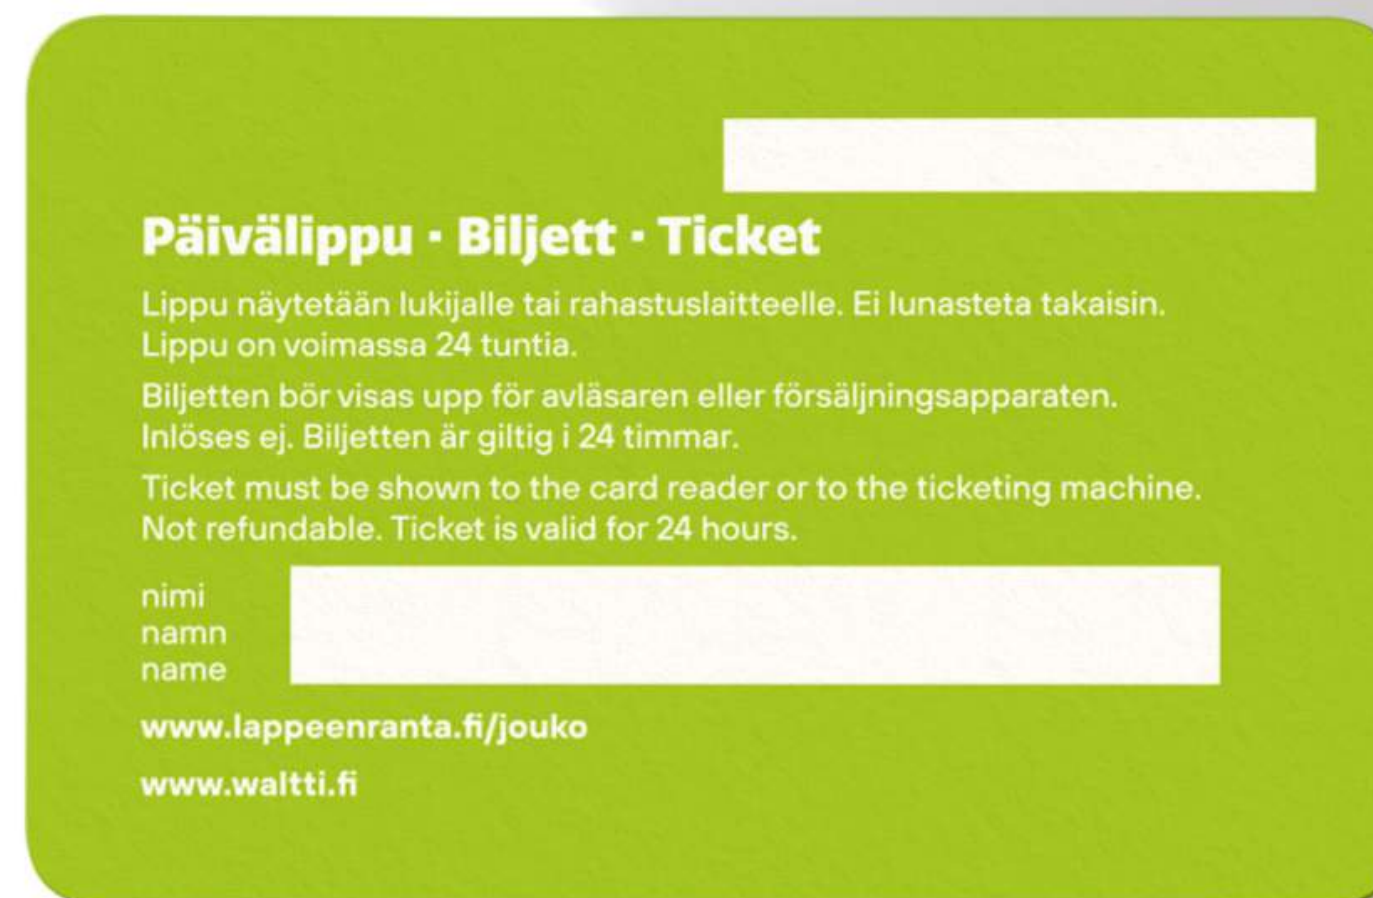 Päivälippu · Biljett · Ticket
Lippu näytetään lukijalle tai rahastuslaitteelle. Ei lunasteta takaisin.
Lippu on voimassa 24 tuntia.
Biljetten bör visas upp för avläsaren eller försäljningsapparaten.
Inlöses ej. Biljetten är giltig i 24 timmar.
Ticket must be shown to the card reader or to the ticketing machine.
Not refundable. Ticket is valid for 24 hours.
nimi
namn
name
www.lappeenranta.fi/jouko
www.waltti.fi